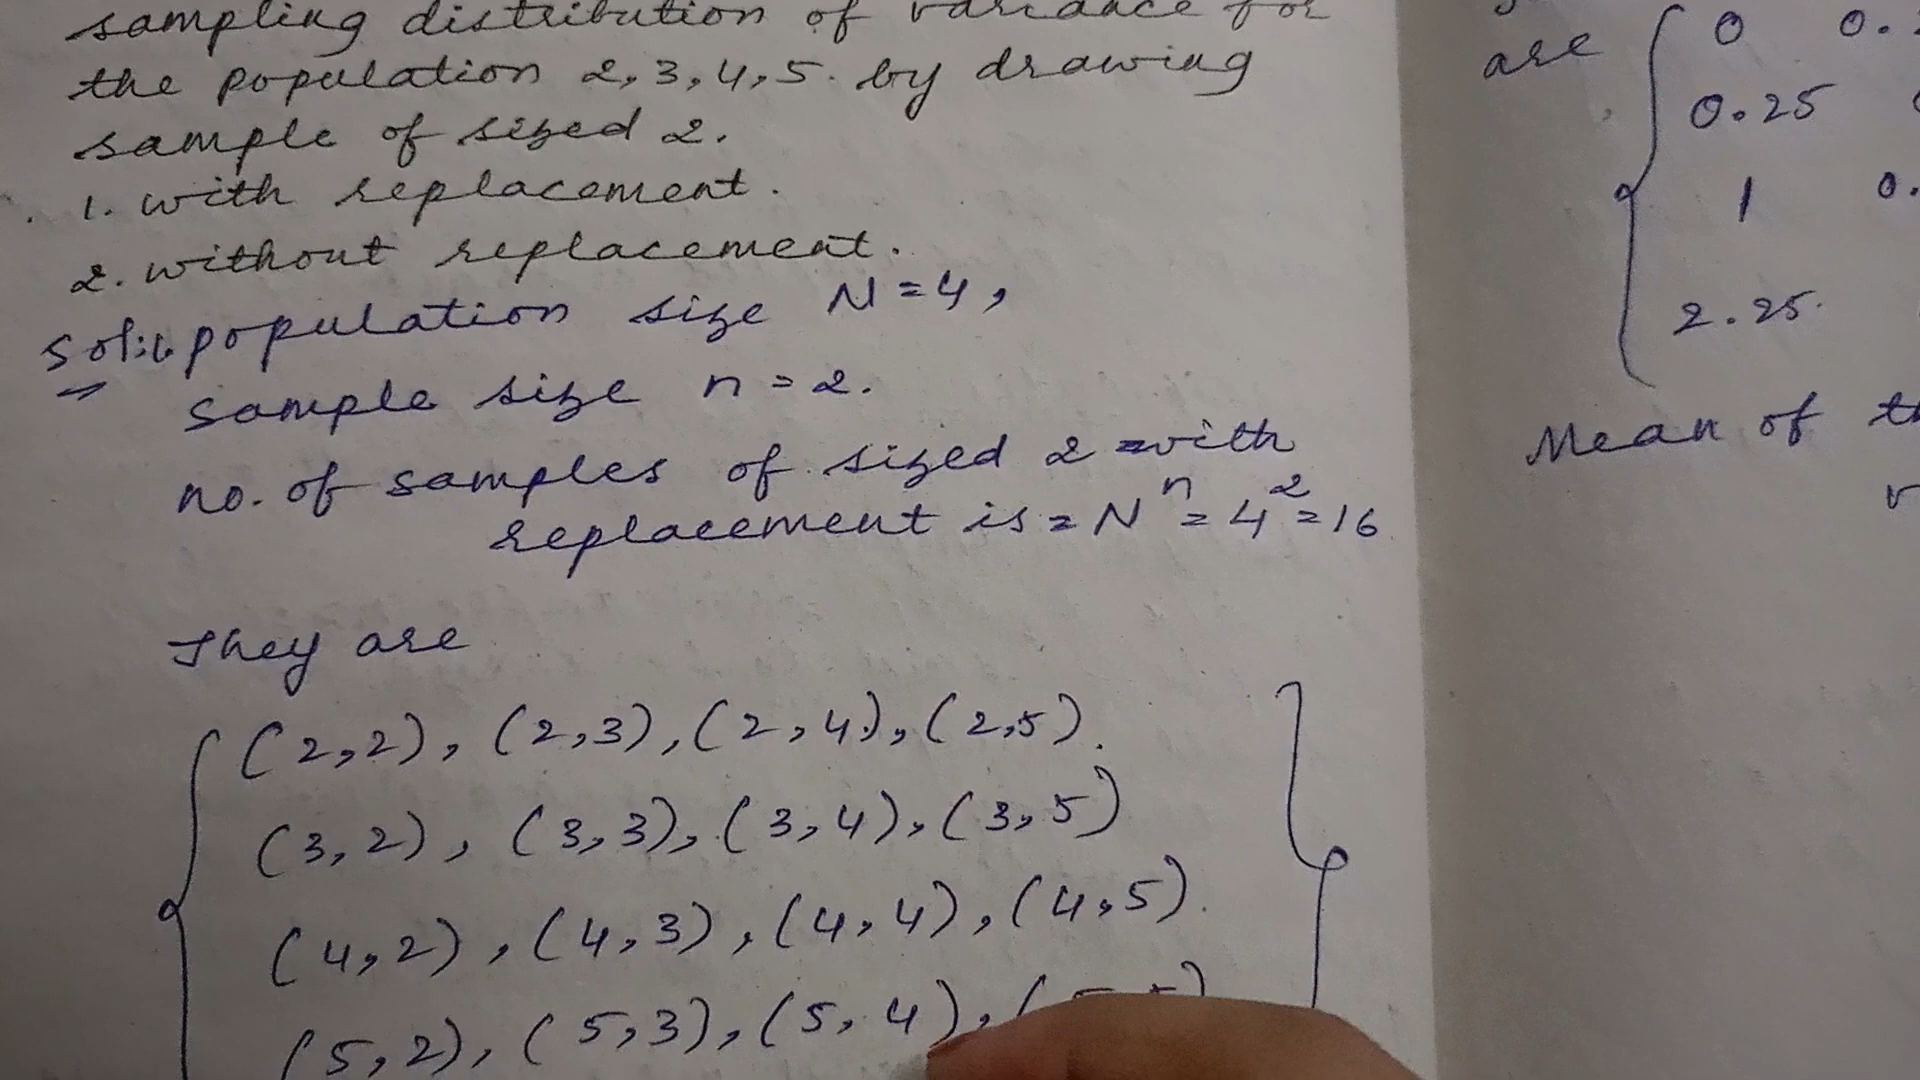 sampling distribution of variance for
the population 2, 3, 4, 5. by drawing
sample of sized 2.
1. with replacement.
2. without replacement.
Sol:- population size N = 4,
sample size n = 2.
no. of samples of sized 2 with
replacement is = N^n = 4^2 = 16
They are
(2,2), (2,3), (2,4), (2,5).
(3,2), (3,3), (3,4), (3,5)
(4,2), (4,3), (4,4), (4,5).
(5,2), (5,3), (5,4),
are
0 0.
0.25
1 0.
2.25.
Mean of